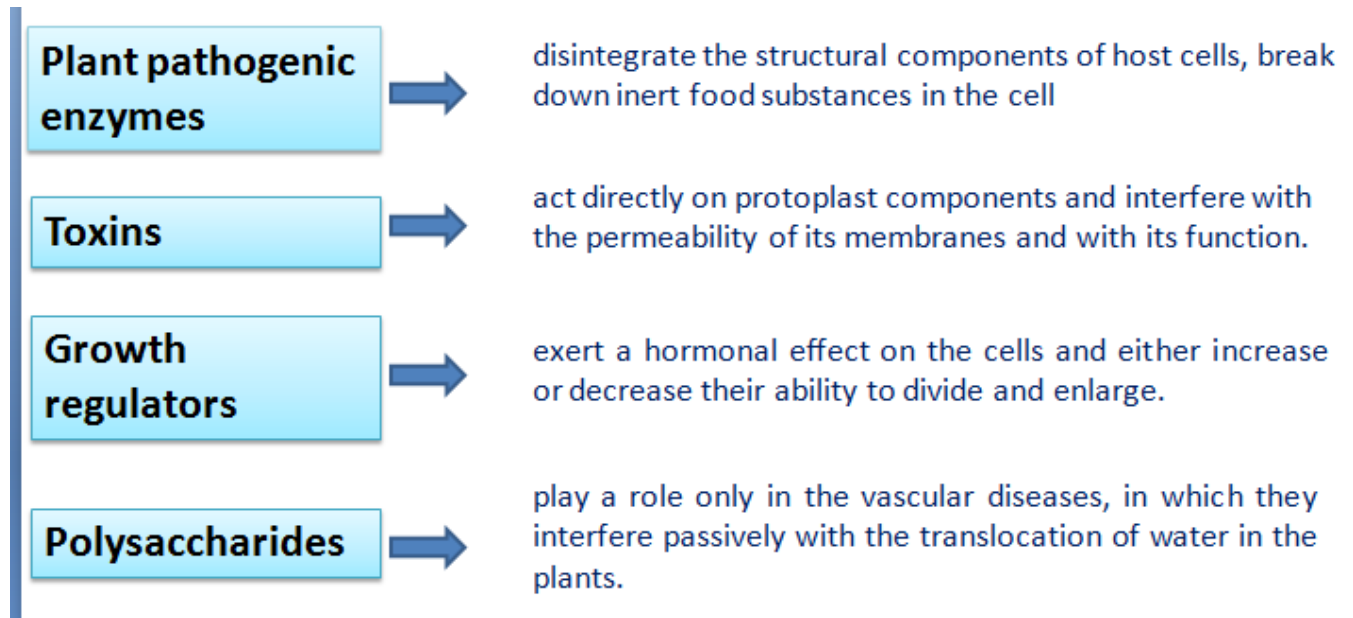 Plant pathogenic
enzymes
disintegrate the structural components of host cells, break
down inert food substances in the cell
Toxins
act directly on protoplast components and interfere with
the permeability of its membranes and with its function.
Growth
regulators
exert a hormonal effect on the cells and either increase
or decrease their ability to divide and enlarge.
Polysaccharides
play a role only in the vascular diseases, in which they
interfere passively with the translocation of water in the
plants.